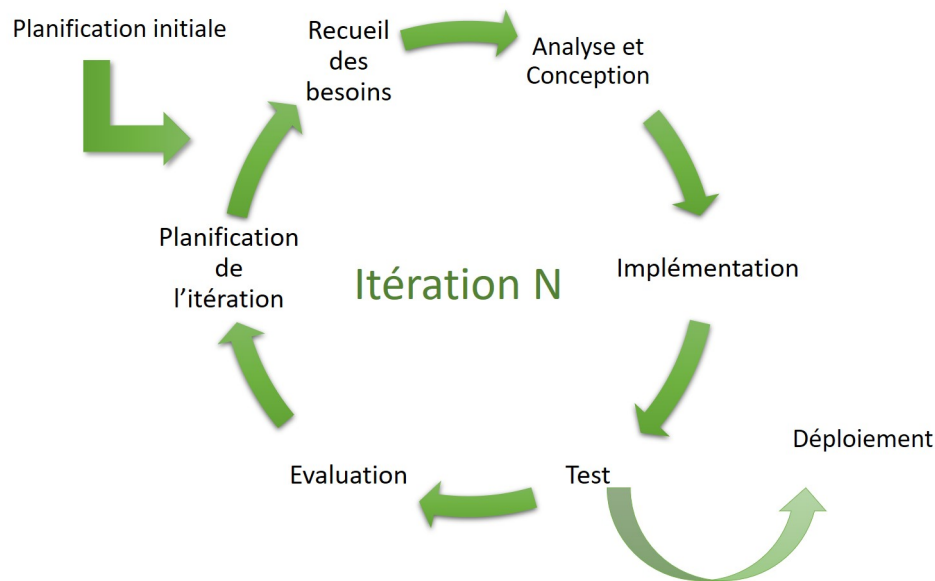 Planification initiale
Recueil
des
besoins
Analyse et
Conception
Implémentation
Test
Déploiement
Evaluation
Planification
de
l’itération
Itération N